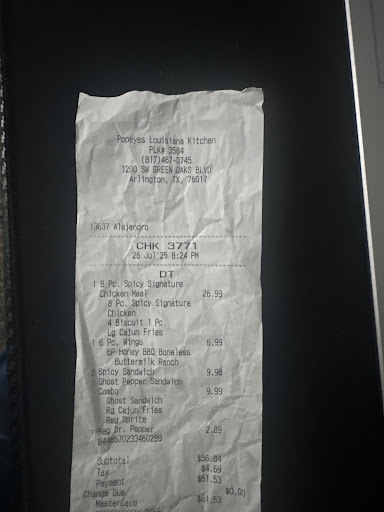 Popeyes Louisiana Kitchen
PLK# 3584
(817)467-0745
1200 SW GREEN OAKS BLVD
Arlington, TX, 76017
13637 Alejandro
CHK 3771
26 Jul'25 8:24 PM
DT
1 8 Pc. Spicy Signature
Chicken Meal 26.99
8 Pc. Spicy Signature
Chicken
4 Biscuit 1 Pc.
Lg Cajun Fries
1 6 Pc. Wings 6.99
6P Honey BBQ Boneless
Buttermilk Ranch
2 Spicy Sandwich 9.98
1 Ghost Pepper Sandwich
Combo 9.99
Ghost Sandwich
Rg Cajun Fries
Reg Sprite
1 Reg Dr. Pepper 2.89
8448670233460289
Subtotal $56.84
Tax $4.69
Payment $61.53
Change Due $0.00
MasterCard $61.53